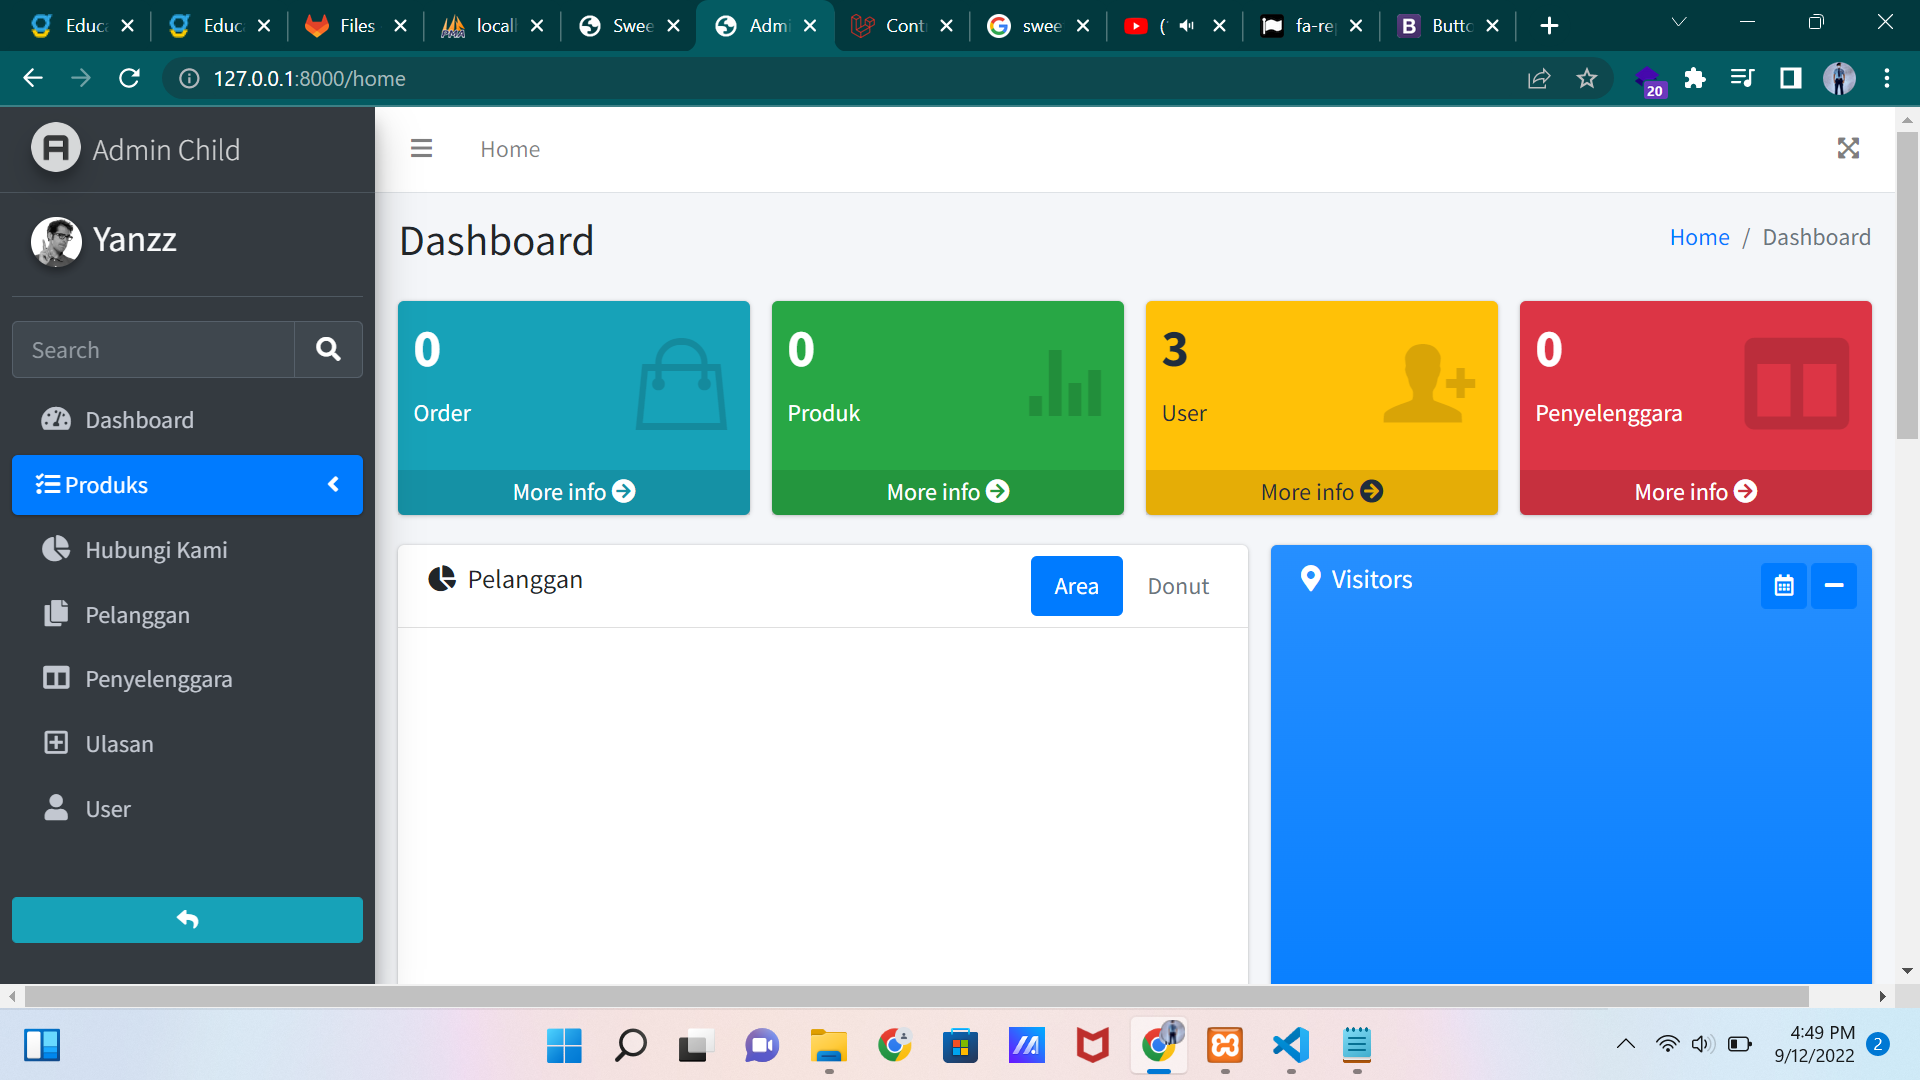 Educ
Educ
Files
locall
Swee
Admi
Cont
swee
(
fa-re
Butto
127.0.0.1:8000/home
20
Admin Child
Home
Yanzz
Dashboard
Home / Dashboard
Search
0
Order
More info
0
Produk
More info
3
User
More info
0
Penyelenggara
More info
Dashboard
Produks
Hubungi Kami
Pelanggan
Penyelenggara
Ulasan
User
Pelanggan
Area
Donut
Visitors
4:49 PM
9/12/2022
2